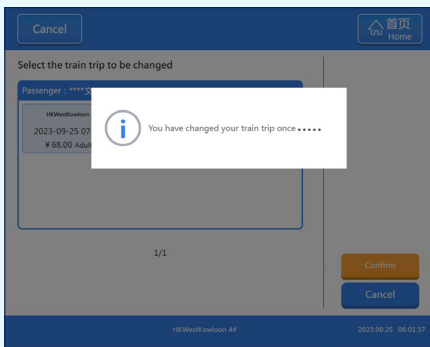 Cancel
首页
Home
Select the train trip to be changed
Passenger : ****文
HKWestKowloon
2023-09-25 07
¥ 68.00 Adult
You have changed your train trip once •••••
1/1
Confirm
Cancel
HKWestKowloon 4#
2023.09.25 06:01:37